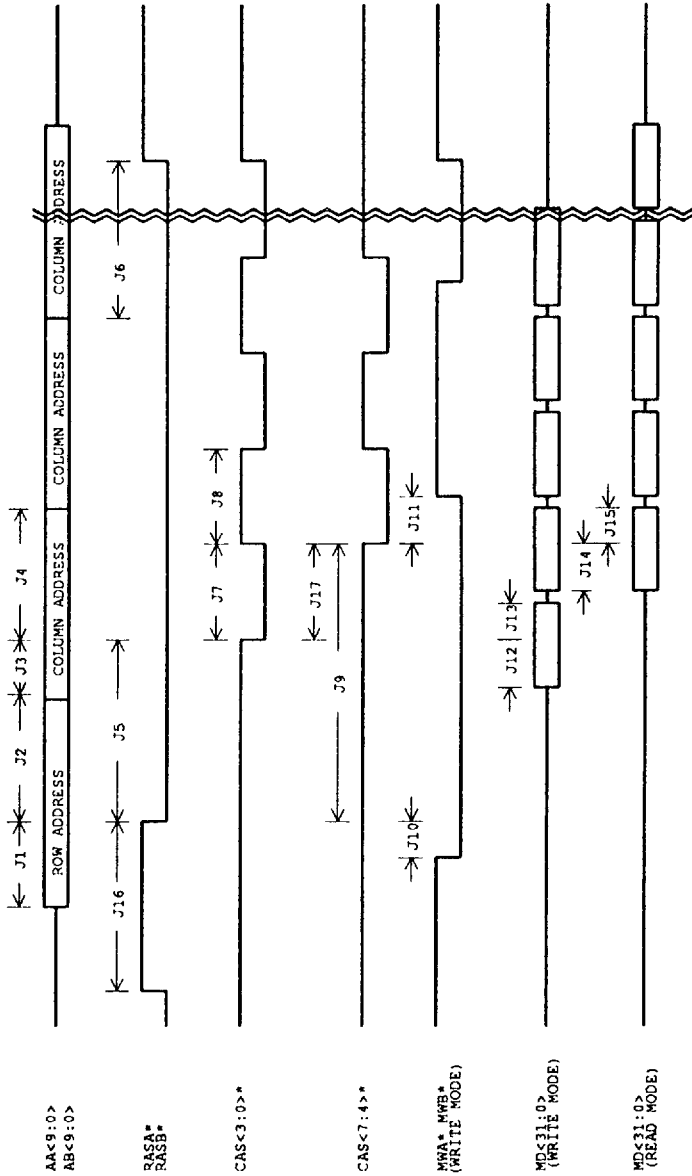 AA<9:0>
AB<9:0>
ROW ADDRESS
COLUMN ADDRESS
COLUMN ADDRESS
COLUMN ADDRESS
J1
J2
J3
J4
RASA*
RASB*
J16
J5
J6
CAS<3:0>*
J7
J8
CAS<7:4>*
J9
J17
MWA* MWB*
(WRITE MODE)
J10
J11
MD<31:0>
(WRITE MODE)
J12
J13
MD<31:0>
(READ MODE)
J14
J15